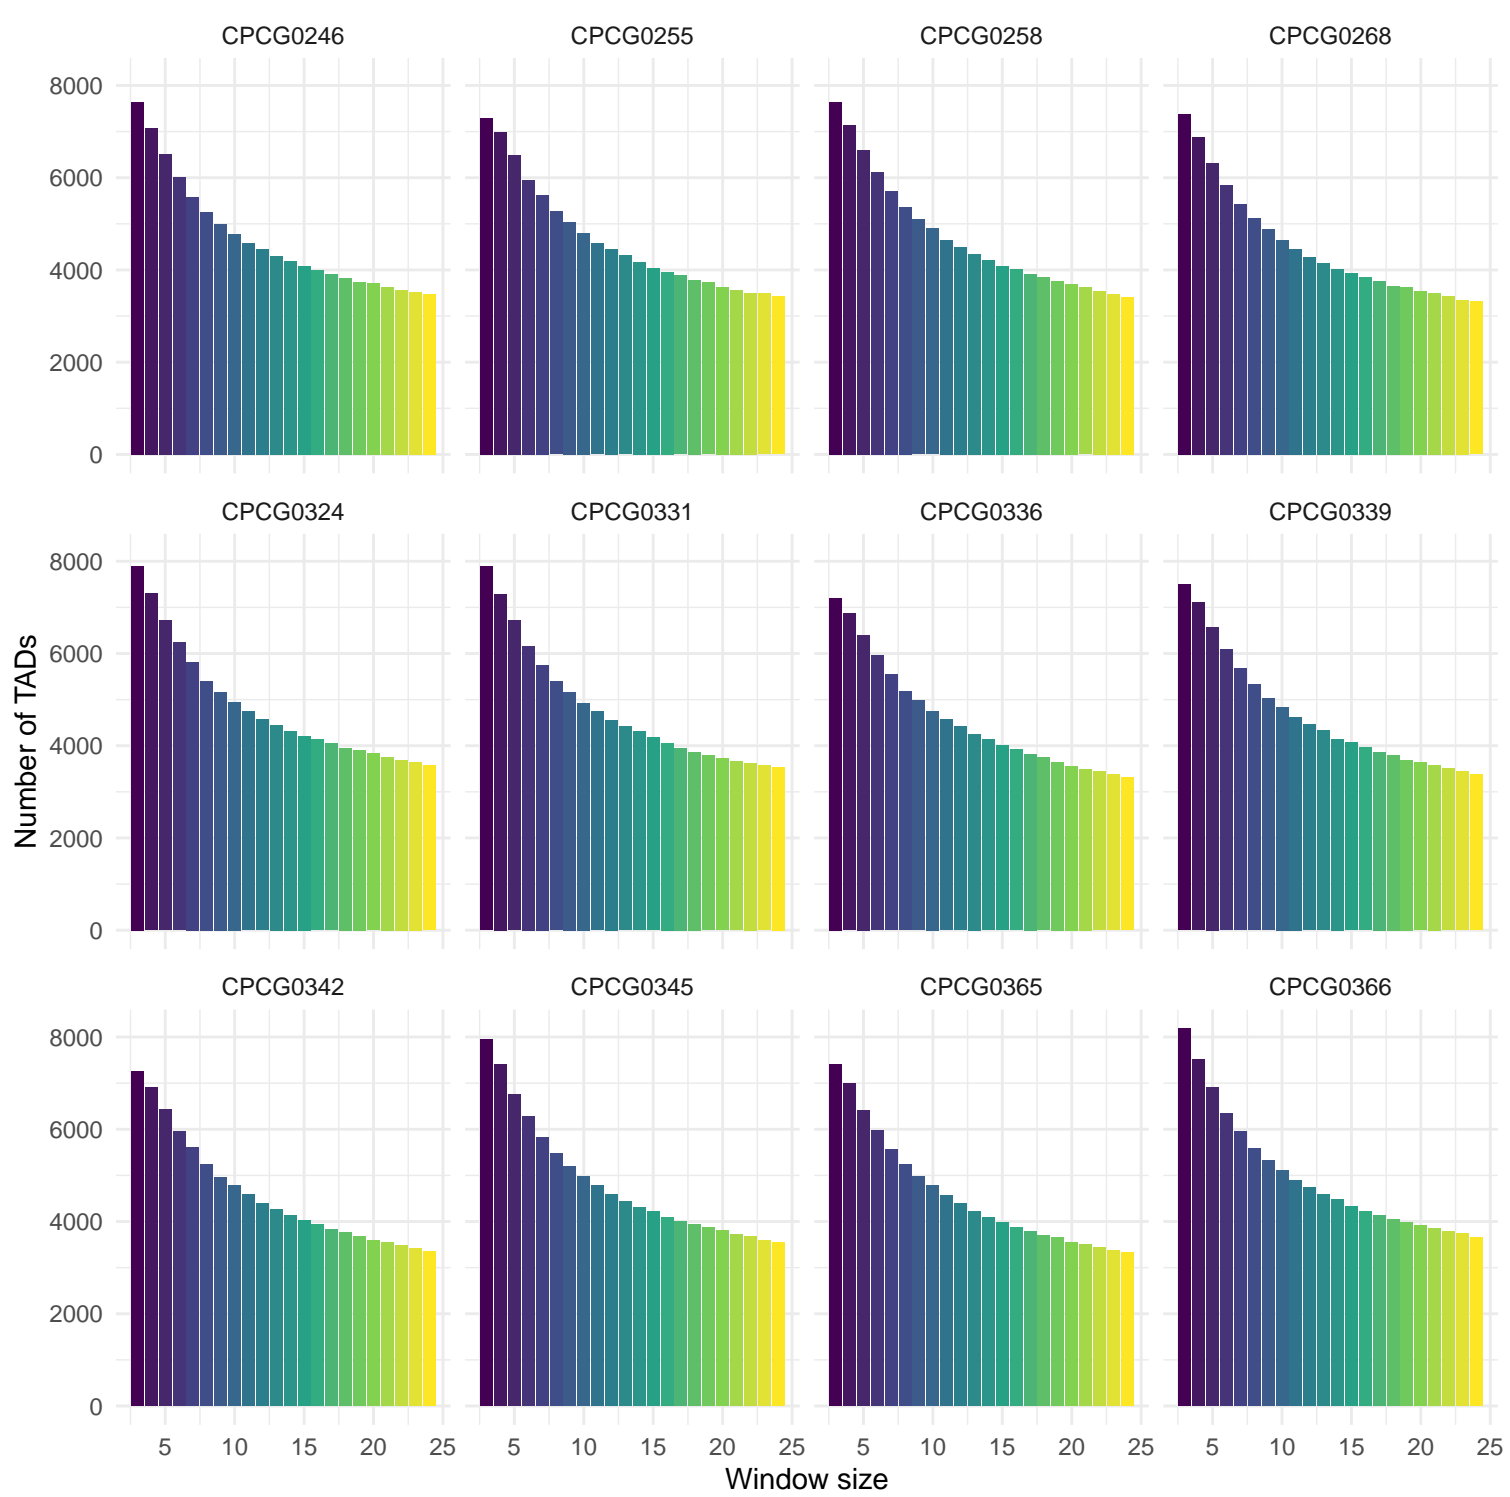 CPCG0246 CPCG0255 CPCG0258 CPCG0268
8000
6000
4000
2000
0
CPCG0324 CPCG0331 CPCG0336 CPCG0339
8000
6000
4000
2000
0
Number of TADs
CPCG0342 CPCG0345 CPCG0365 CPCG0366
8000
6000
4000
2000
0
5 10 15 20 25 5 10 15 20 25 5 10 15 20 25 5 10 15 20 25
Window size